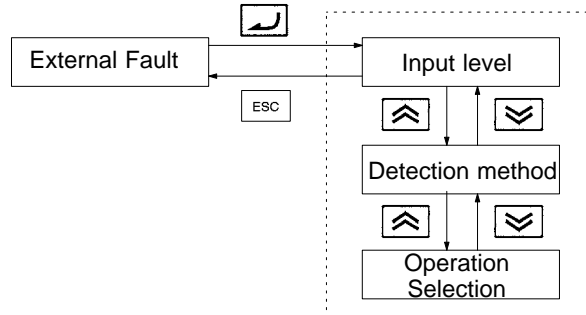 External Fault
Input level
ESC
Detection method
Operation
Selection